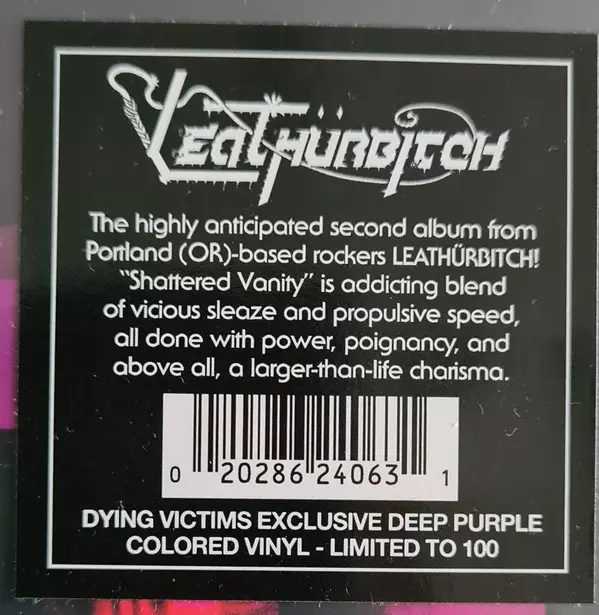 LEATHÜRBITCH
The highly anticipated second album from
Portland (OR)-based rockers LEATHÜRBITCH!
"Shattered Vanity" is addicting blend
of vicious sleaze and propulsive speed,
all done with power, poignancy, and
above all, a larger-than-life charisma.
0 20286 24063 1
DYING VICTIMS EXCLUSIVE DEEP PURPLE
COLORED VINYL - LIMITED TO 100